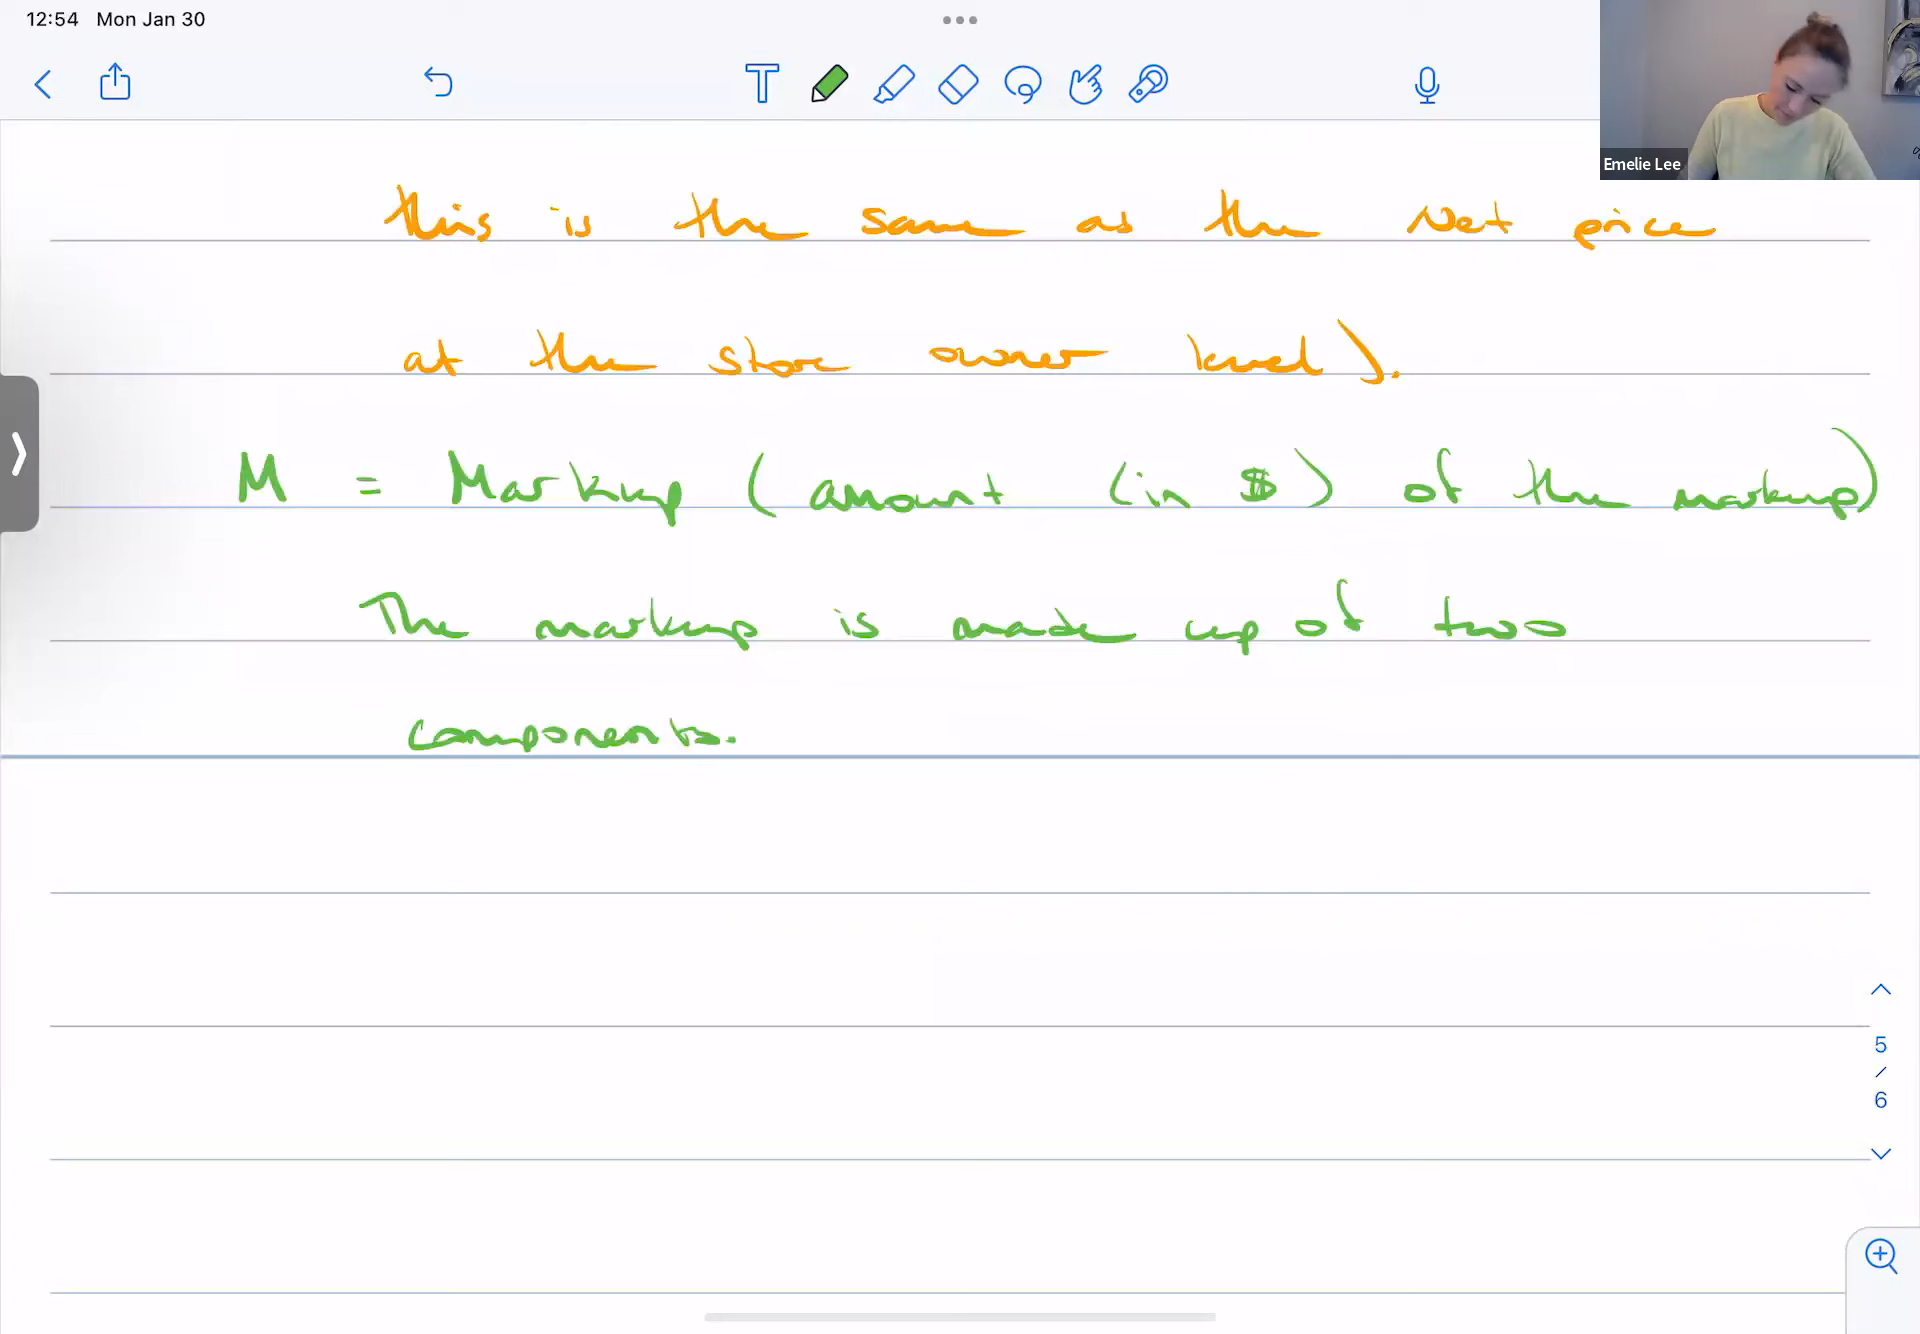 12:54 Mon Jan 30
Emelie Lee
this is the same as the Net price
at the store owner level).
M = Markup (amount (in $) of the markup)
The markup is made up of two
components.
5
/
6